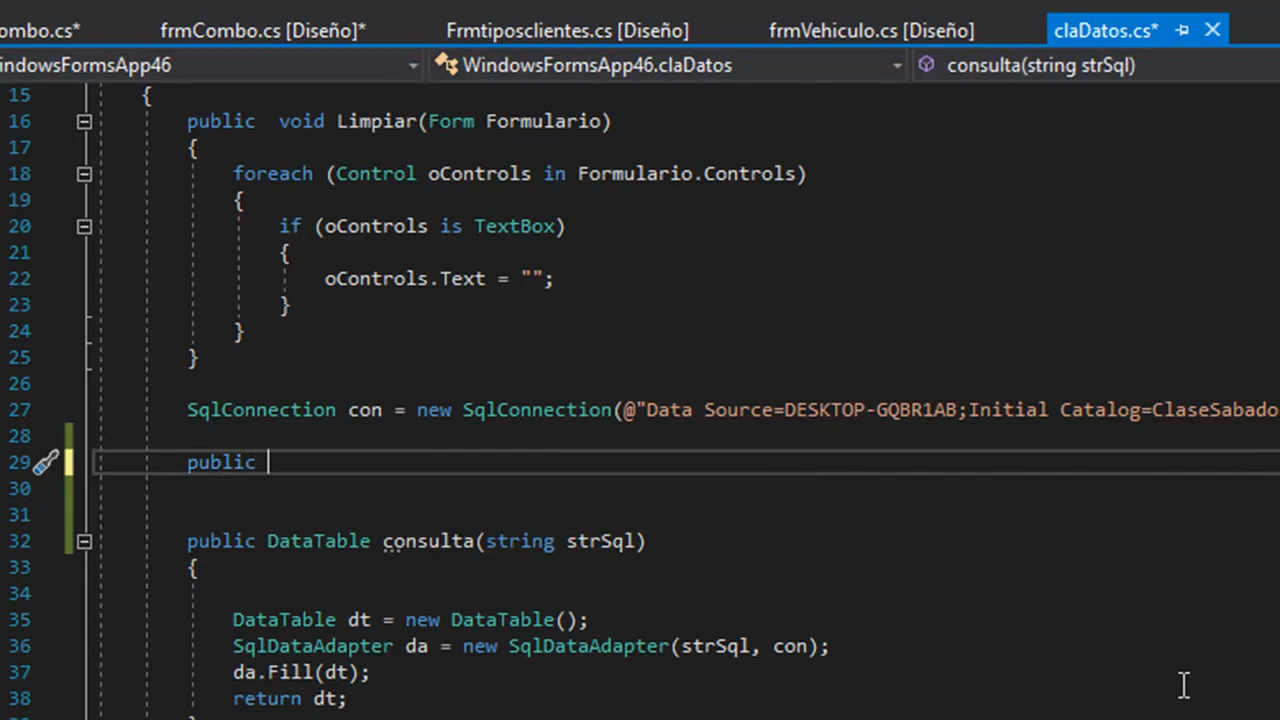 ombo.cs* frmCombo.cs [Diseño]* Frmtiposclientes.cs [Diseño] frmVehiculo.cs [Diseño] claDatos.cs*
indowsFormsApp46 WindowsFormsApp46.claDatos consulta(string strSql)
15 {
16 public void Limpiar(Form Formulario)
17 {
18 foreach (Control oControls in Formulario.Controls)
19 {
20 if (oControls is TextBox)
21 {
22 oControls.Text = "";
23 }
24 }
25 }
26
27 SqlConnection con = new SqlConnection(@"Data Source=DESKTOP-GQBR1AB;Initial Catalog=ClaseSabado
28
29 public
30
31
32 public DataTable consulta(string strSql)
33 {
34
35 DataTable dt = new DataTable();
36 SqlDataAdapter da = new SqlDataAdapter(strSql, con);
37 da.Fill(dt);
38 return dt;